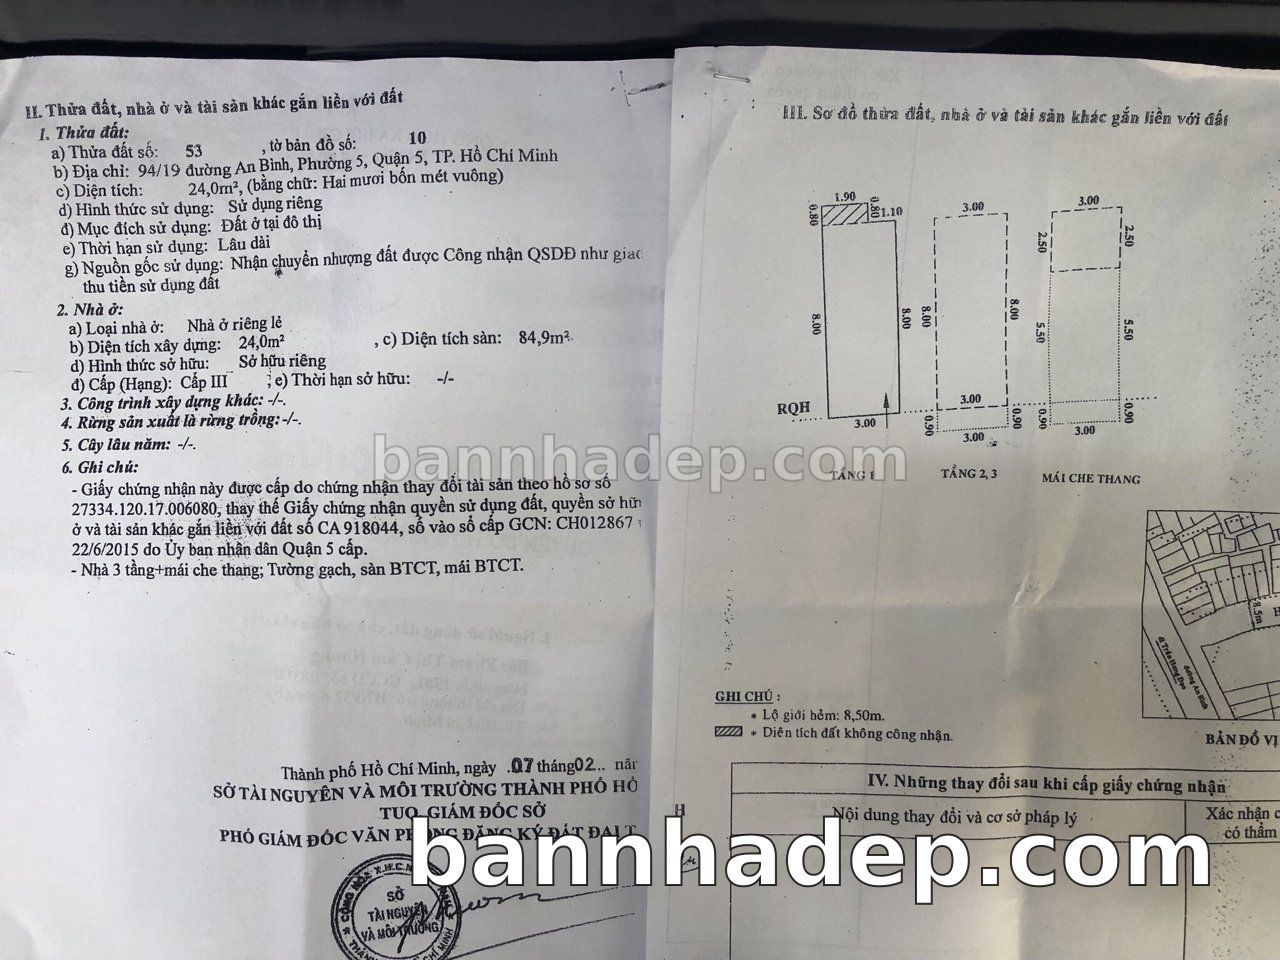 II. Thửa đất, nhà ở và tài sản khác gắn liền với đất
1. Thửa đất:
a) Thửa đất số: 53 , tờ bản đồ số: 10
b) Địa chỉ: 94/19 đường An Bình, Phường 5, Quận 5, TP. Hồ Chí Minh
c) Diện tích: 24,0m², (bằng chữ: Hai mươi bốn mét vuông)
d) Hình thức sử dụng: Sử dụng riêng
đ) Mục đích sử dụng: Đất ở tại đô thị
e) Thời hạn sử dụng: Lâu dài
g) Nguồn gốc sử dụng: Nhận chuyển nhượng đất được Công nhận QSDĐ như giao
thu tiền sử dụng đất
2. Nhà ở:
a) Loại nhà ở: Nhà ở riêng lẻ
b) Diện tích xây dựng: 24,0m² , c) Diện tích sàn: 84,9m²
d) Hình thức sở hữu: Sở hữu riêng
đ) Cấp (Hạng): Cấp III ; e) Thời hạn sở hữu: -/-
3. Công trình xây dựng khác: -/-.
4. Rừng sản xuất là rừng trồng: -/-.
5. Cây lâu năm: -/-.
6. Ghi chú:
- Giấy chứng nhận này được cấp do chứng nhận thay đổi tài sản theo hồ sơ số
27334.120.17.006080, thay thế Giấy chứng nhận quyền sử dụng đất, quyền sở hữu
ở và tài sản khác gắn liền với đất số CA 918044, số vào sổ cấp GCN: CH012867
22/6/2015 do Ủy ban nhân dân Quận 5 cấp.
- Nhà 3 tầng+mái che thang; Tường gạch, sàn BTCT, mái BTCT.
Thành phố Hồ Chí Minh, ngày .07 tháng 02.. năm
SỞ TÀI NGUYÊN VÀ MÔI TRƯỜNG THÀNH PHỐ HỒ
TUQ. GIÁM ĐỐC SỞ
PHÓ GIÁM ĐỐC VĂN PHÒNG ĐĂNG KÝ ĐẤT ĐAI T
SỞ
TÀI NGUYÊN
VÀ MÔI TRƯỜNG
III. Sơ đồ thửa đất, nhà ở và tài sản khác gắn liền với đất
1.90
0.80
0.80
1.10
8.00
8.00
3.00
RQH
TẦNG 1
3.00
8.00
8.00
3.00
0.90
0.90
3.00
TẦNG 2, 3
3.00
2.50
2.50
5.50
5.50
0.90
0.90
3.00
MÁI CHE THANG
8.5m
đ. Trần Hưng Đạo
đường An Bình
BẢN ĐỒ VỊ
GHI CHÚ :
* Lộ giới hẻm: 8,50m.
* Diện tích đất không công nhận.
IV. Những thay đổi sau khi cấp giấy chứng nhận
Nội dung thay đổi và cơ sở pháp lý
Xác nhận c
có thẩm
bannhadep.com
bannhadep.com